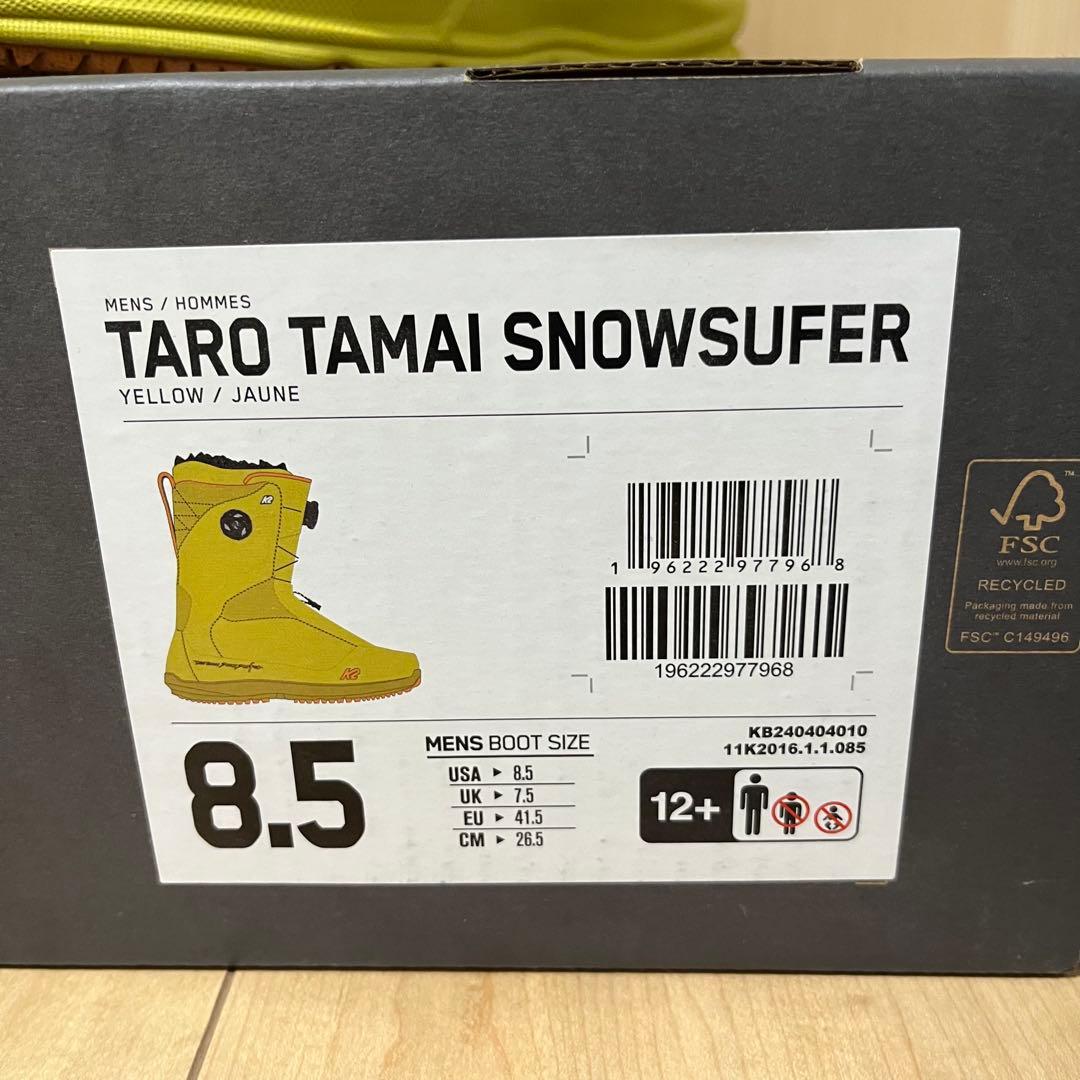 MENS / HOMMES
TARO TAMAI SNOWSUFER
YELLOW / JAUNE
K2
K2
1 96222 97796 8
196222977968
8.5
MENS BOOT SIZE
USA ► 8.5
UK ► 7.5
EU ► 41.5
CM ► 26.5
KB240404010
11K2016.1.1.085
12+
TM
FSC
www.fsc.org
RECYCLED
Packaging made from
recycled material
FSC™ C149496